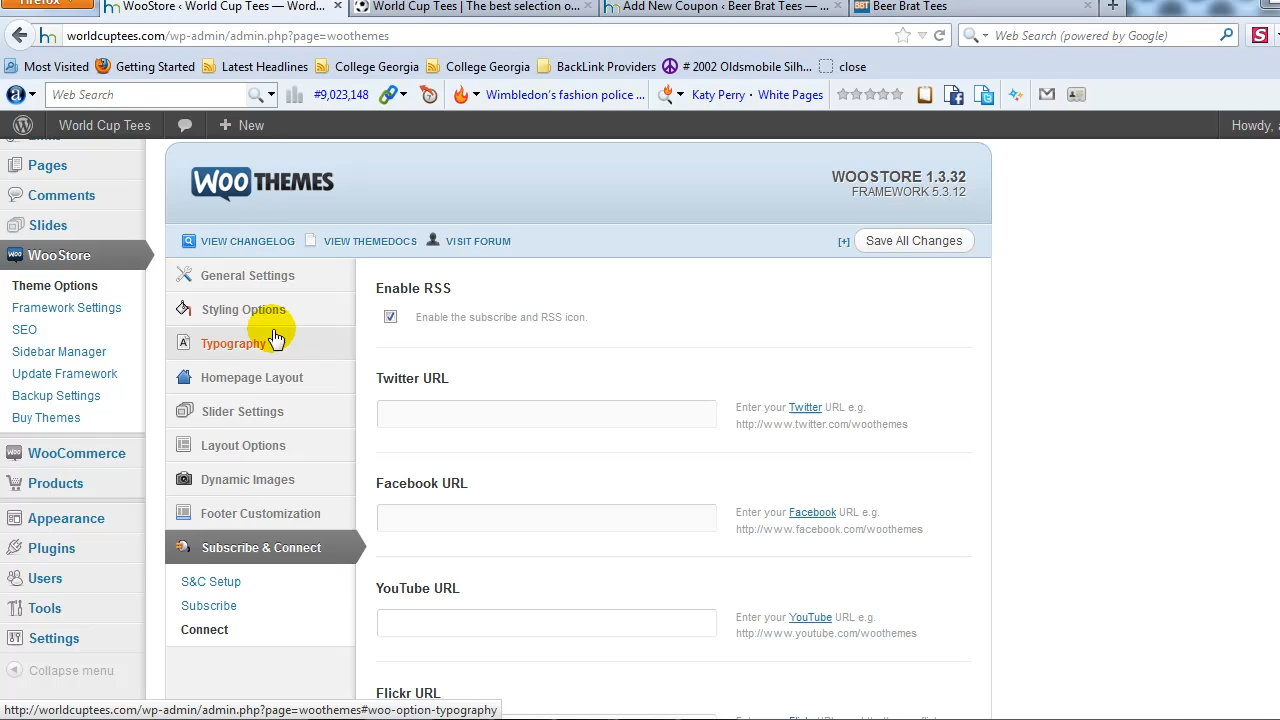 Firefox
WooStore ‹ World Cup Tees — Word...
World Cup Tees | The best selection o...
Add New Coupon ‹ Beer Brat Tees — ...
BBT Beer Brat Tees
worldcuptees.com/wp-admin/admin.php?page=woothemes
Web Search (powered by Google)
Most Visited
Getting Started
Latest Headlines
College Georgia
College Georgia
BackLink Providers
# 2002 Oldsmobile Silh...
close
Web Search
#9,023,148
Wimbledon's fashion police ...
Katy Perry · White Pages
World Cup Tees
New
Howdy,
Pages
Comments
Slides
WooStore
Theme Options
Framework Settings
SEO
Sidebar Manager
Update Framework
Backup Settings
Buy Themes
WooCommerce
Products
Appearance
Plugins
Users
Tools
Settings
Collapse menu
WOOTHEMES
WOOSTORE 1.3.32
FRAMEWORK 5.3.12
VIEW CHANGELOG
VIEW THEMEDOCS
VISIT FORUM
[+]
Save All Changes
General Settings
Styling Options
Typography
Homepage Layout
Slider Settings
Layout Options
Dynamic Images
Footer Customization
Subscribe & Connect
S&C Setup
Subscribe
Connect
Enable RSS
Enable the subscribe and RSS icon.
Twitter URL
Enter your Twitter URL e.g.
http://www.twitter.com/woothemes
Facebook URL
Enter your Facebook URL e.g.
http://www.facebook.com/woothemes
YouTube URL
Enter your YouTube URL e.g.
http://www.youtube.com/woothemes
Flickr URL
http://worldcuptees.com/wp-admin/admin.php?page=woothemes#woo-option-typography